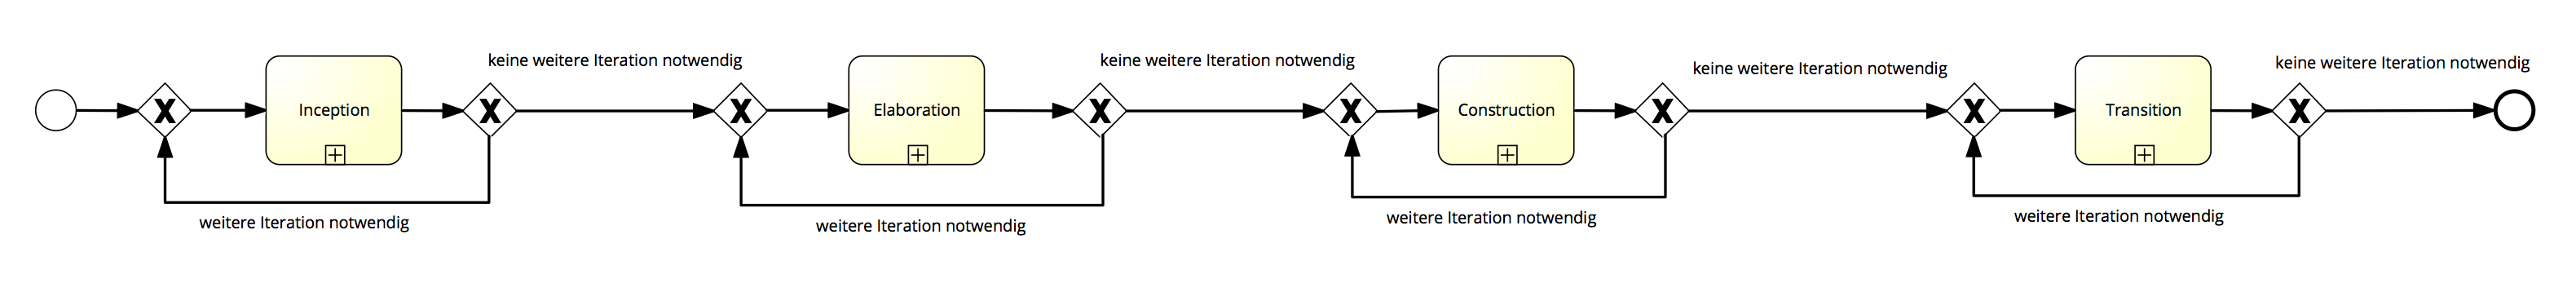 keine weitere Iteration notwendig
keine weitere Iteration notwendig
keine weitere Iteration notwendig
keine weitere Iteration notwendig
X
Inception
X
X
Elaboration
X
X
Construction
X
X
Transition
X
weitere Iteration notwendig
weitere Iteration notwendig
weitere Iteration notwendig
weitere Iteration notwendig